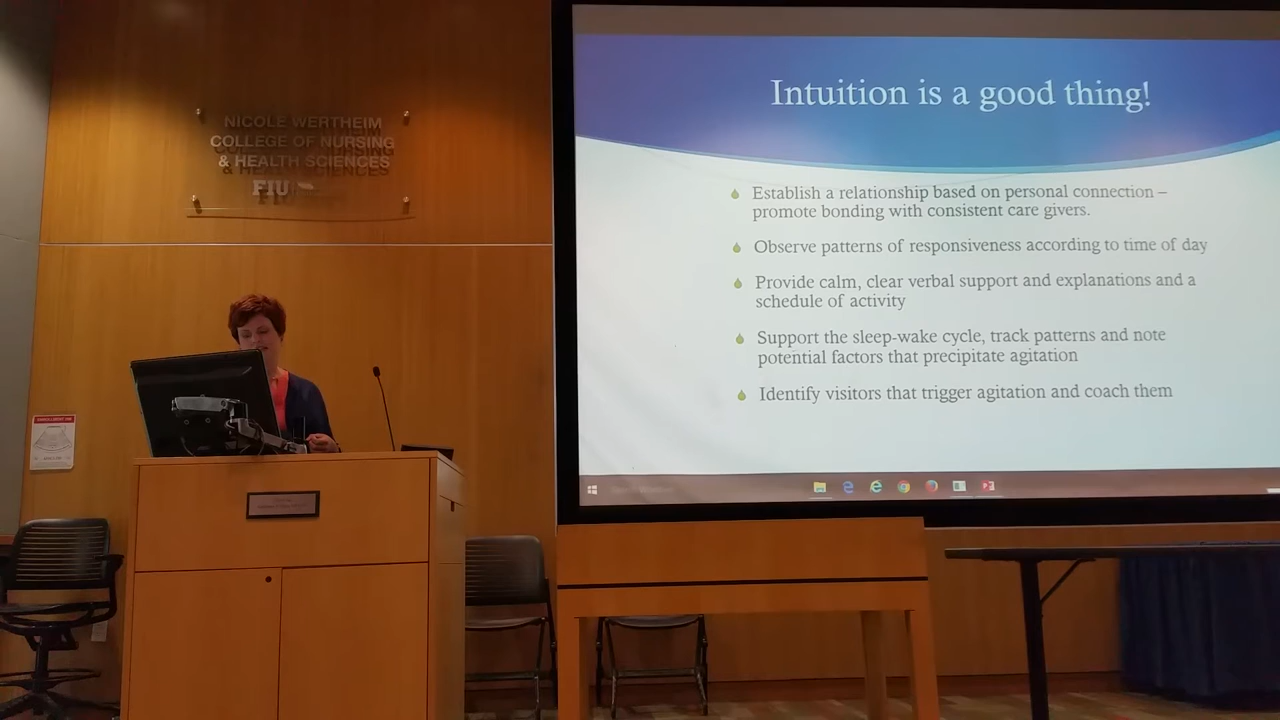 NICOLE WERTHEIM
COLLEGE OF NURSING
& HEALTH SCIENCES
FIU
Intuition is a good thing!
Establish a relationship based on personal connection –
promote bonding with consistent care givers.
Observe patterns of responsiveness according to time of day
Provide calm, clear verbal support and explanations and a
schedule of activity
Support the sleep-wake cycle, track patterns and note
potential factors that precipitate agitation
Identify visitors that trigger agitation and coach them